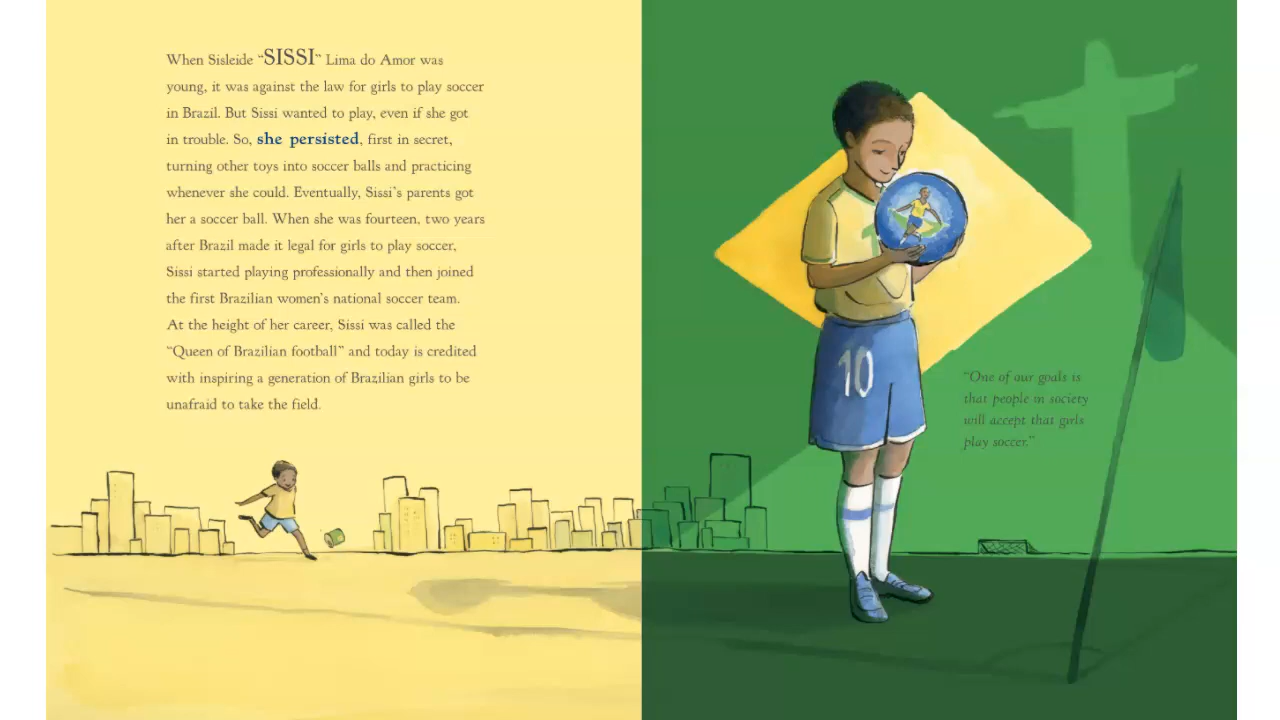 When Sisleide “SISSI” Lima do Amor was
young, it was against the law for girls to play soccer
in Brazil. But Sissi wanted to play, even if she got
in trouble. So, she persisted, first in secret,
turning other toys into soccer balls and practicing
whenever she could. Eventually, Sissi’s parents got
her a soccer ball. When she was fourteen, two years
after Brazil made it legal for girls to play soccer,
Sissi started playing professionally and then joined
the first Brazilian women’s national soccer team.
At the height of her career, Sissi was called the
“Queen of Brazilian football” and today is credited
with inspiring a generation of Brazilian girls to be
unafraid to take the field.
10
“One of our goals is
that people in society
will accept that girls
play soccer.”